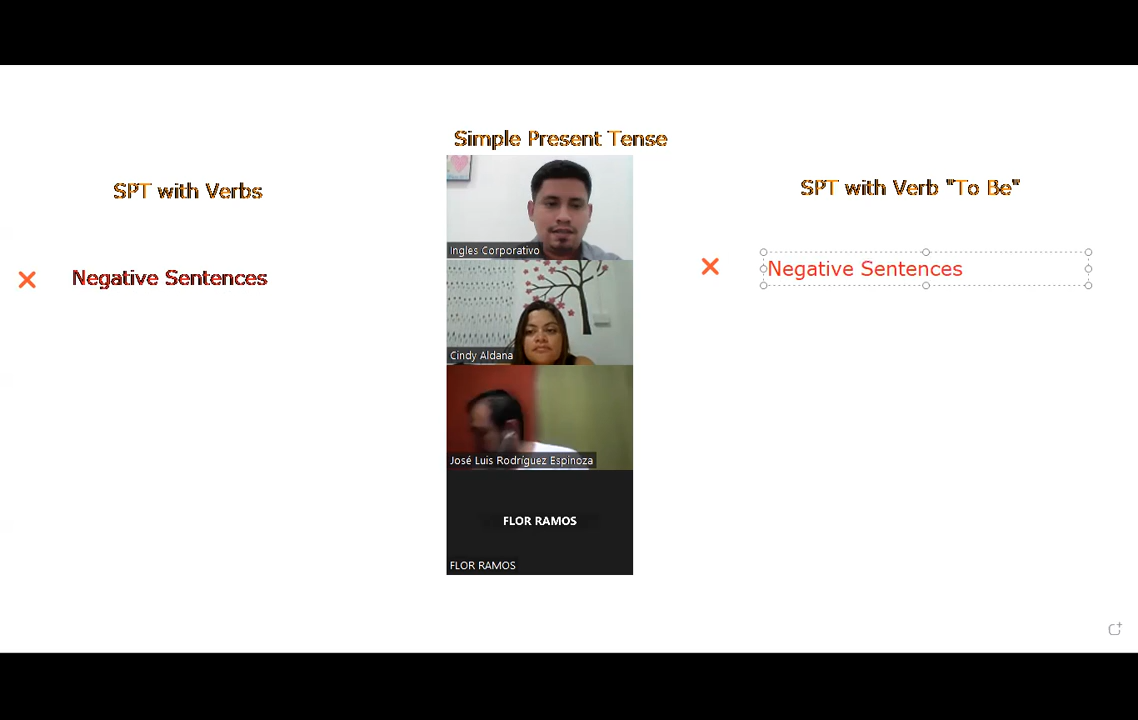 Simple Present Tense
SPT with Verbs
SPT with Verb "To Be"
Negative Sentences
Negative Sentences
Ingles Corporativo
Cindy Aldana
José Luis Rodríguez Espinoza
FLOR RAMOS
FLOR RAMOS